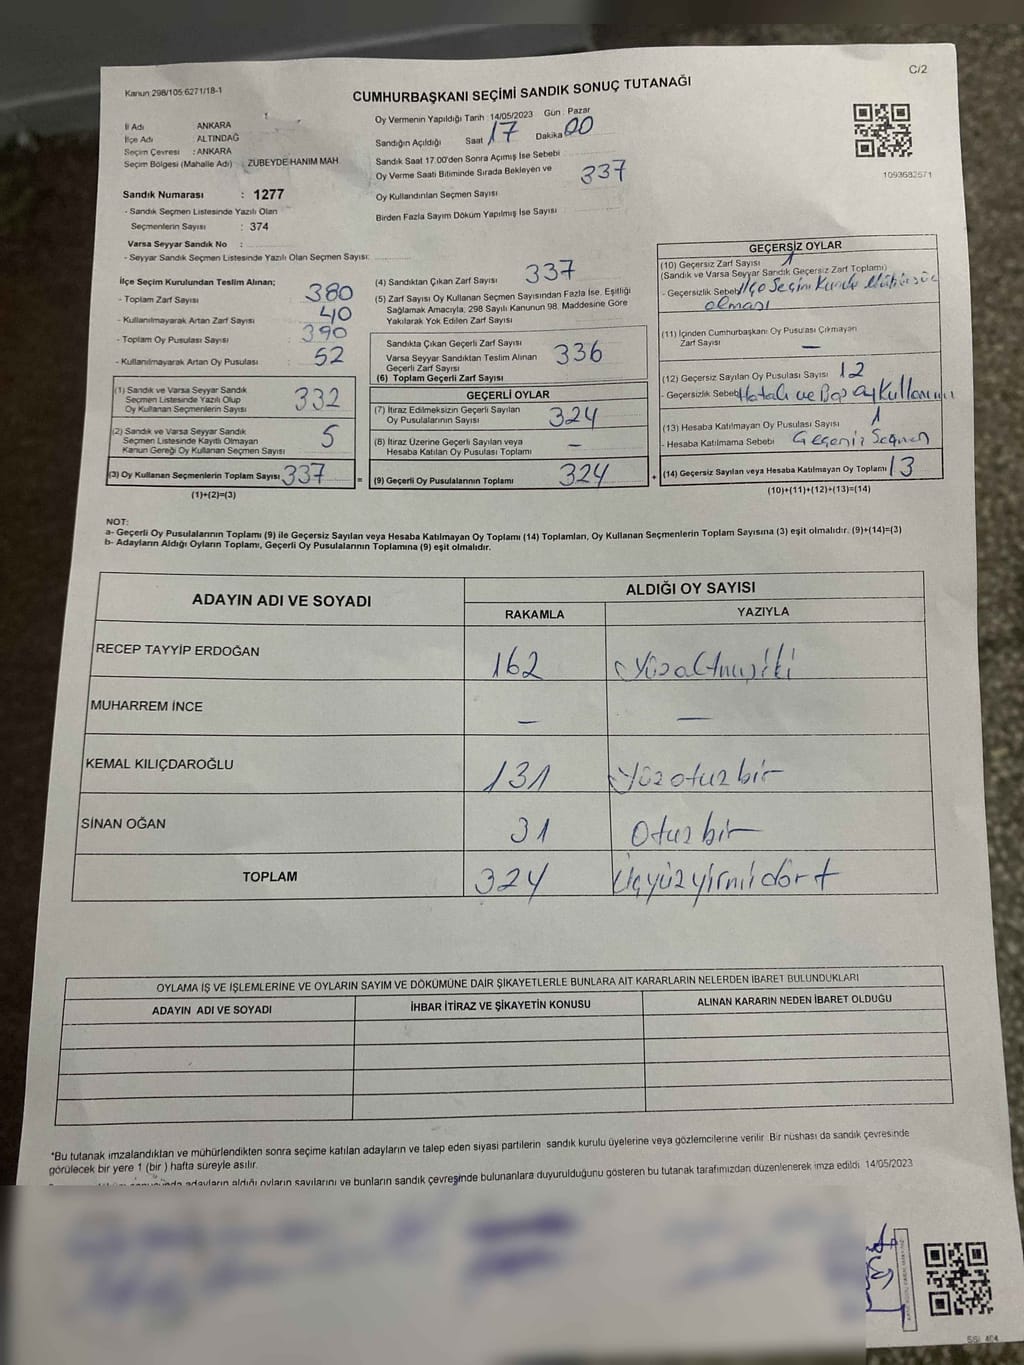 C/2
Kanun 298/105 6271/18-1
CUMHURBAŞKANI SEÇİMİ SANDIK SONUÇ TUTANAĞI
İl Adı ANKARA
İlçe Adı ALTINDAĞ
Seçim Çevresi : ANKARA
Seçim Bölgesi (Mahalle Adı) : ZÜBEYDE HANIM MAH
Sandık Numarası : 1277
- Sandık Seçmen Listesinde Yazılı Olan
Seçmenlerin Sayısı : 374
Varsa Seyyar Sandık No :
- Seyyar Sandık Seçmen Listesinde Yazılı Olan Seçmen Sayısı:
Oy Vermenin Yapıldığı Tarih 14/05/2023 Gün : Pazar
Sandığın Açıldığı Saat 17 Dakika 00
Sandık Saat 17.00'den Sonra Açımış İse Sebebi
Oy Verme Saati Bitiminde Sırada Bekleyen ve 337
Oy Kullandırılan Seçmen Sayısı
Birden Fazla Sayım Döküm Yapılmış İse Sayısı
1093682571
İlçe Seçim Kurulundan Teslim Alınan;
- Toplam Zarf Sayısı 380
- Kullanılmayarak Artan Zarf Sayısı 40
- Toplam Oy Pusulası Sayısı 390
- Kullanılmayarak Artan Oy Pusulası 52
(1) Sandık ve Varsa Seyyar Sandık
Seçmen Listesinde Yazılı Olup 332
Oy Kullanan Seçmenlerin Sayısı
(2) Sandık ve Varsa Seyyar Sandık
Seçmen Listesinde Kayıtlı Olmayan 5
Kanun Gereği Oy Kullanan Seçmen Sayısı
(3) Oy Kullanan Seçmenlerin Toplam Sayısı 337 =
(1)+(2)=(3)
(4) Sandıktan Çıkan Zarf Sayısı 337
(5) Zarf Sayısı Oy Kullanan Seçmen Sayısından Fazla İse, Eşitliği
Sağlamak Amacıyla, 298 Sayılı Kanunun 98. Maddesine Göre
Yakılarak Yok Edilen Zarf Sayısı
Sandıkta Çıkan Geçerli Zarf Sayısı
Varsa Seyyar Sandıktan Teslim Alınan 336
Geçerli Zarf Sayısı
(6) Toplam Geçerli Zarf Sayısı
GEÇERLİ OYLAR
(7) İtiraz Edilmeksizin Geçerli Sayılan 324
Oy Pusulalarının Sayısı
(8) İtiraz Üzerine Geçerli Sayılan veya –
Hesaba Katılan Oy Pusulası Toplamı
(9) Geçerli Oy Pusulalarının Toplamı 324 +
GEÇERSİZ OYLAR
(10) Geçersiz Zarf Sayısı 1
(Sandık ve Varsa Seyyar Sandık Geçersiz Zarf Toplamı)
- Geçersizlik Sebebi İlçe Seçim Kurulu Mühürsüz
olması
(11) İçinden Cumhurbaşkanı Oy Pusulası Çıkmayan
Zarf Sayısı –
(12) Geçersiz Sayılan Oy Pusulası Sayısı 12
- Geçersizlik Sebebi Hatalı ve Boş oy Kullanımı
(13) Hesaba Katılmayan Oy Pusulası Sayısı 1
- Hesaba Katılmama Sebebi
(14) Geçersiz Sayılan veya Hesaba Katılmayan Oy Toplamı 13
(10)+(11)+(12)+(13)=(14)
NOT:
a- Geçerli Oy Pusulalarının Toplamı (9) ile Geçersiz Sayılan veya Hesaba Katılmayan Oy Toplamı (14) Toplamları, Oy Kullanan Seçmenlerin Toplam Sayısına (3) eşit olmalıdır. (9)+(14)=(3)
b- Adayların Aldığı Oyların Toplamı, Geçerli Oy Pusulalarının Toplamına (9) eşit olmalıdır.
ADAYIN ADI VE SOYADI ALDIĞI OY SAYISI
RAKAMLA YAZIYLA
RECEP TAYYİP ERDOĞAN 162 Yüzaltmışiki
MUHARREM İNCE – –
KEMAL KILIÇDAROĞLU 131 Yüzotuzbir
SİNAN OĞAN 31 Otuzbir
TOPLAM 324 Üçyüzyirmidört
OYLAMA İŞ VE İŞLEMLERİNE VE OYLARIN SAYIM VE DÖKÜMÜNE DAİR ŞİKAYETLERLE BUNLARA AİT KARARLARIN NELERDEN İBARET BULUNDUKLARI
ADAYIN ADI VE SOYADI İHBAR İTİRAZ VE ŞİKAYETİN KONUSU ALINAN KARARIN NEDEN İBARET OLDUĞU
*Bu tutanak imzalandıktan ve mühürlendikten sonra seçime katılan adayların ve talep eden siyasi partilerin sandık kurulu üyelerine veya gözlemcilerine verilir. Bir nüshası da sandık çevresinde
görülecek bir yere 1 (bir ) hafta süreyle asılır.
adayların aldığı oyların sayılarını ve bunların sandık çevresinde bulunanlara duyurulduğunu gösteren bu tutanak tarafımızdan düzenlenerek imza edildi. 14/05/2023